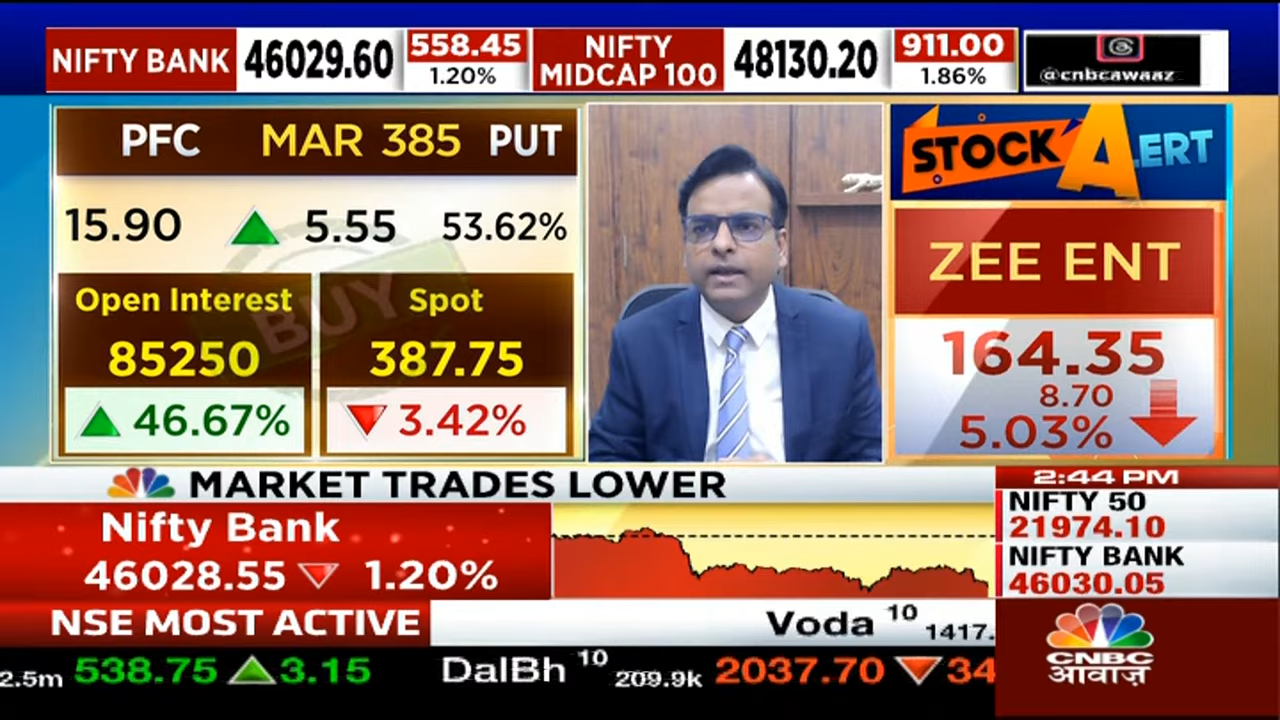 NIFTY BANK 46029.60 558.45 1.20% NIFTY MIDCAP 100 48130.20 911.00 1.86% @cnbcawaaz
PFC MAR 385 PUT
15.90 5.55 53.62%
BUY
Open Interest Spot
85250 387.75
46.67% 3.42%
STOCK ALERT
ZEE ENT
164.35
8.70
5.03%
MARKET TRADES LOWER
2:44 PM
Nifty Bank
46028.55 1.20%
NIFTY 50
21974.10
NIFTY BANK
46030.05
NSE MOST ACTIVE Voda 10 1417.
2.5m 538.75 3.15 DalBh 10 209.9k 2037.70 34
CNBC
आवाज़